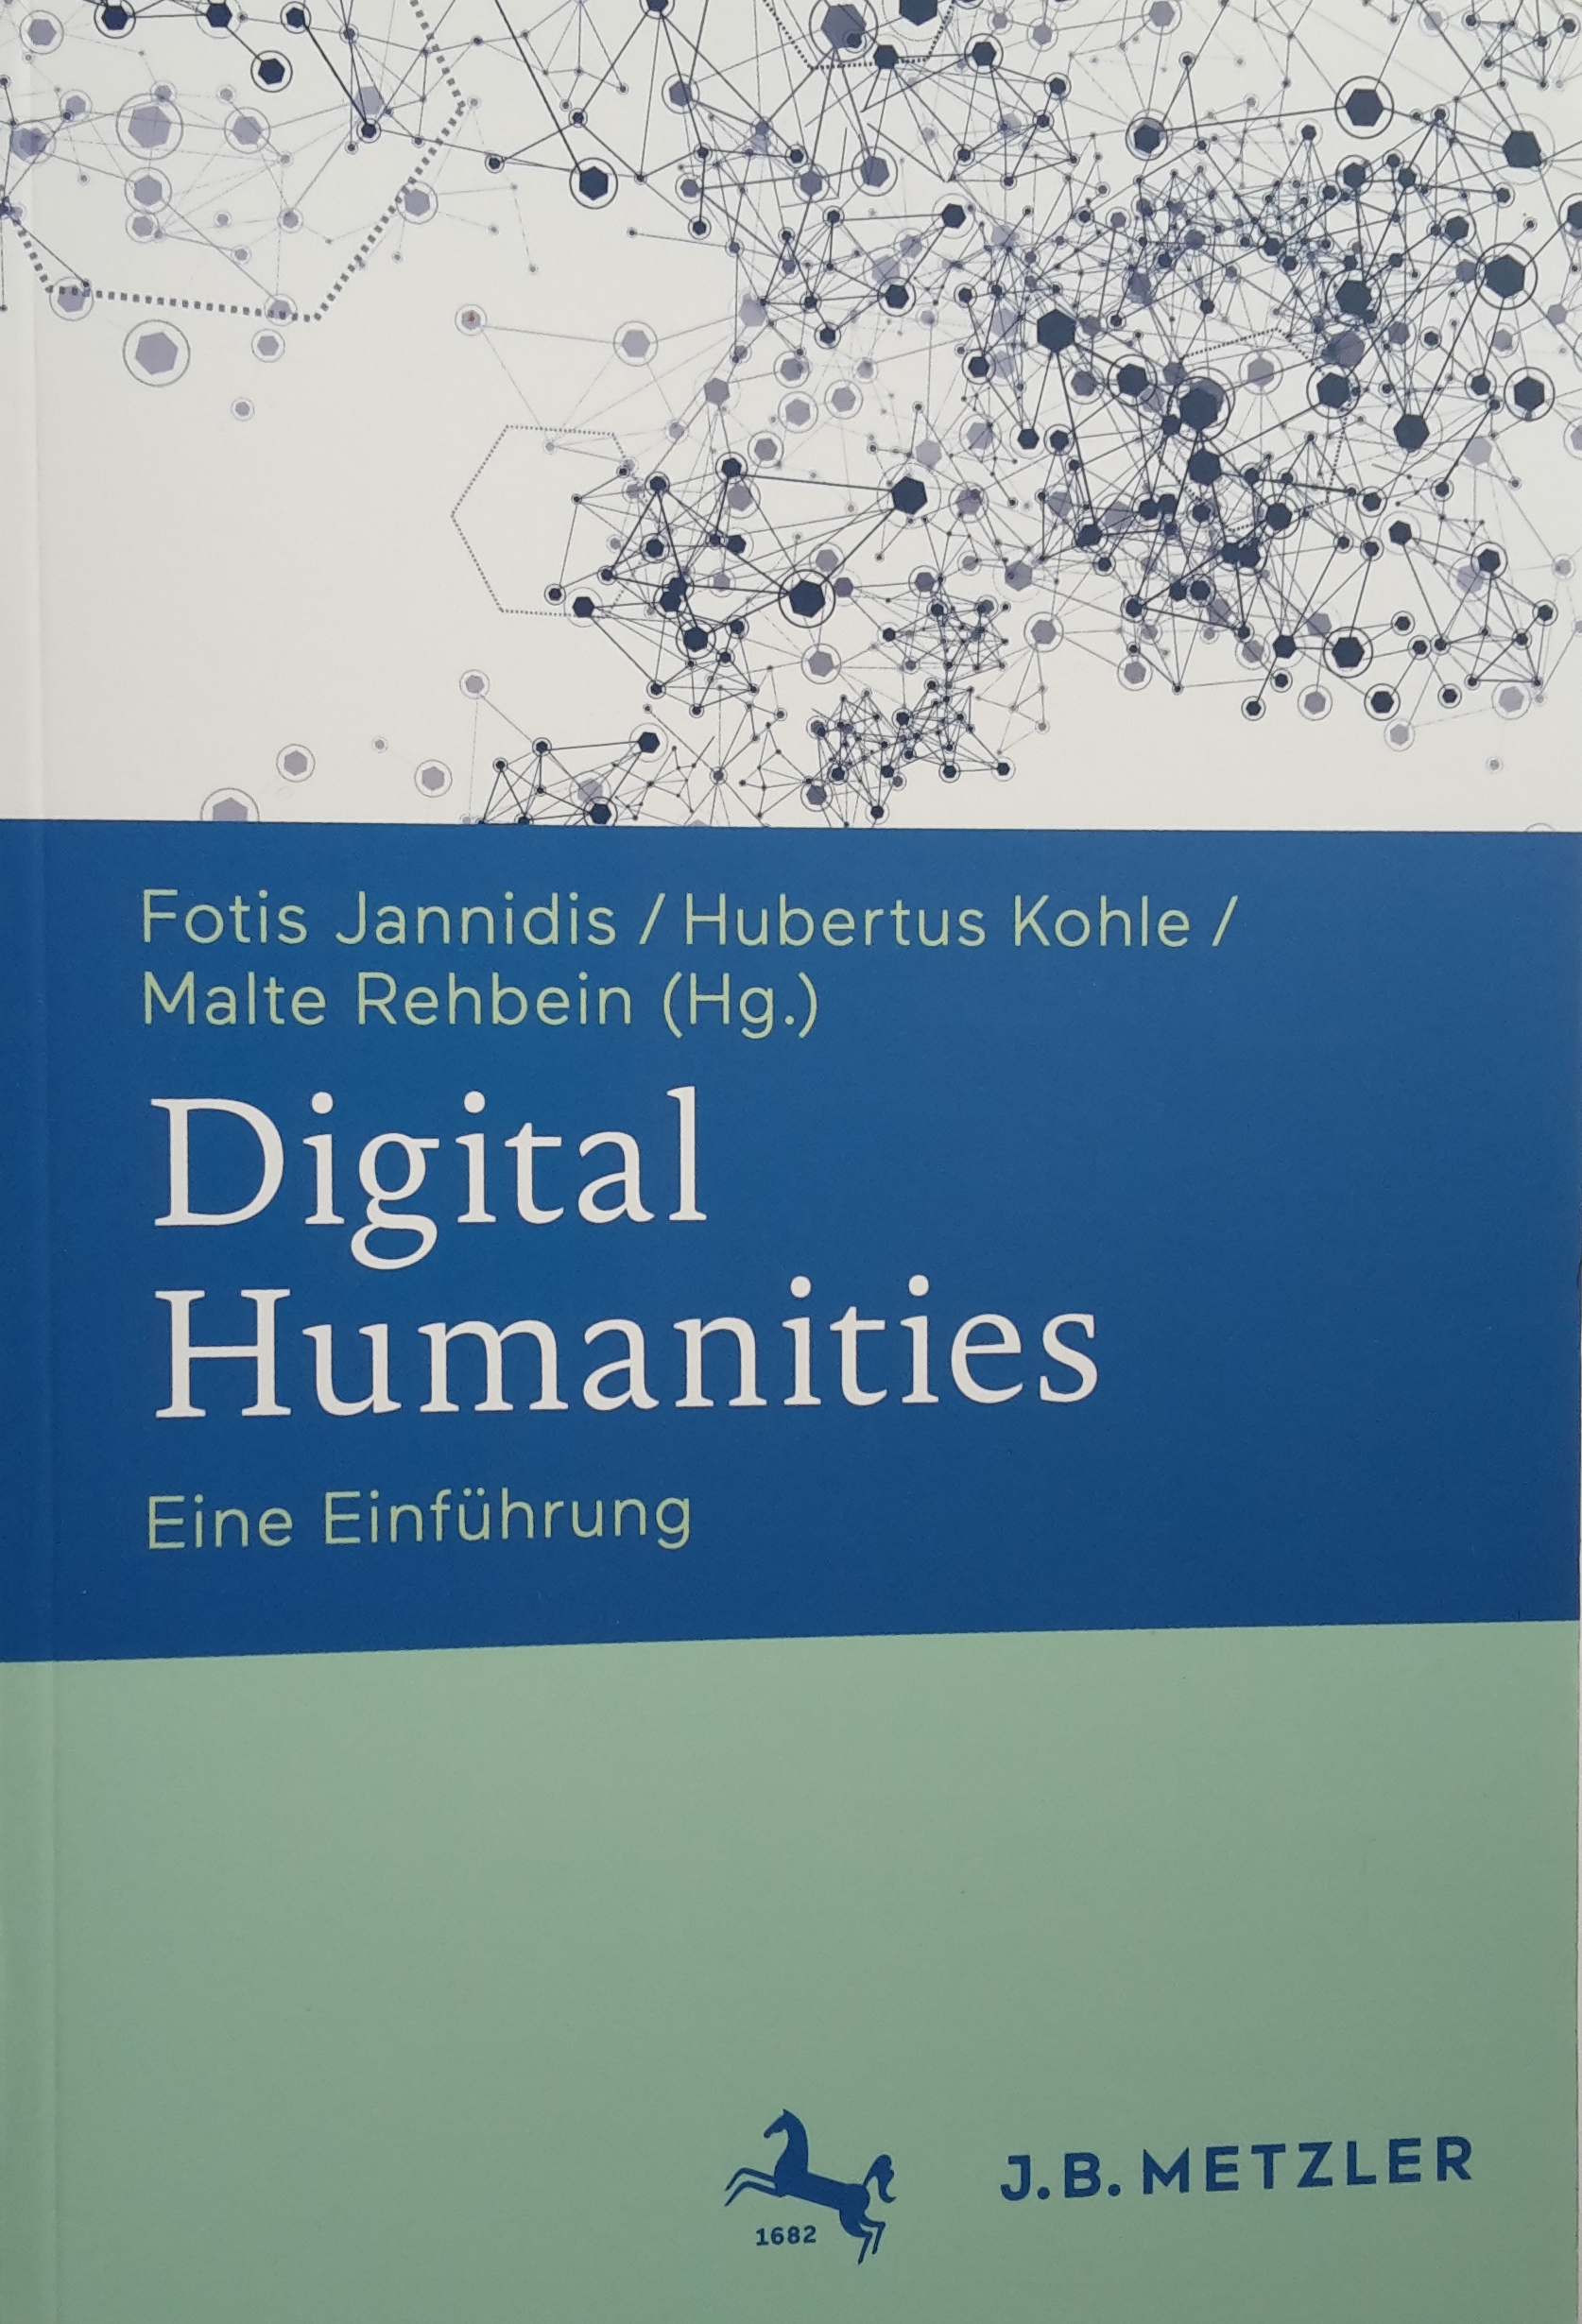 Fotis Jannidis / Hubertus Kohle /
Malte Rehbein (Hg.)
Digital
Humanities
Eine Einführung
1682
J.B. METZLER